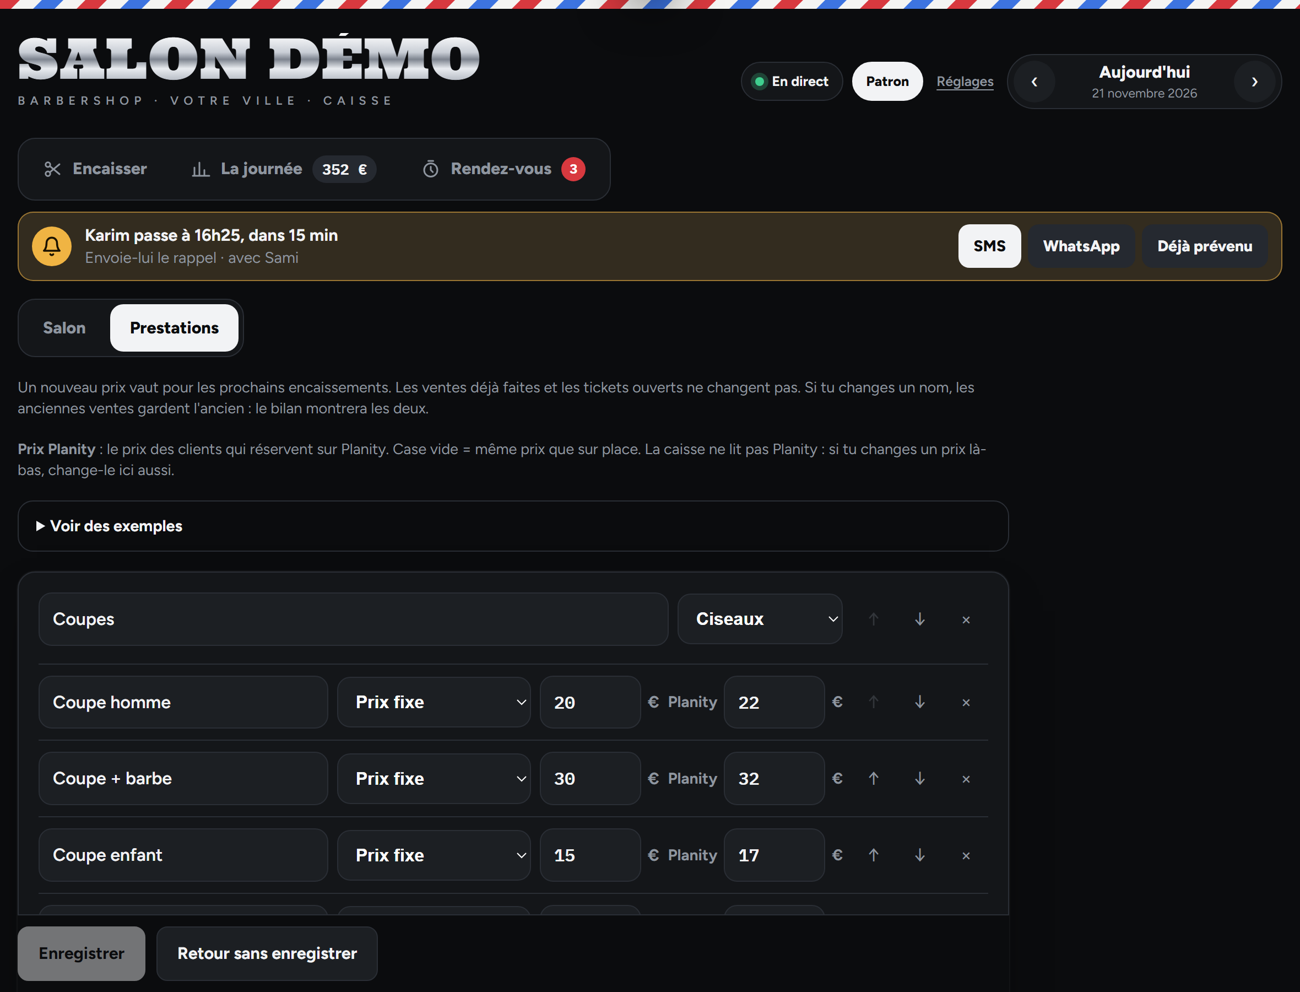 SALON DÉMO
BARBERSHOP · VOTRE VILLE · CAISSE
En direct
Patron
Réglages
‹
Aujourd'hui
21 novembre 2026
›
Encaisser
La journée 352 €
Rendez-vous 3
Karim passe à 16h25, dans 15 min
Envoie-lui le rappel · avec Sami
SMS
WhatsApp
Déjà prévenu
Salon
Prestations
Un nouveau prix vaut pour les prochains encaissements. Les ventes déjà faites et les tickets ouverts ne changent pas. Si tu changes un nom, les
anciennes ventes gardent l'ancien : le bilan montrera les deux.
Prix Planity : le prix des clients qui réservent sur Planity. Case vide = même prix que sur place. La caisse ne lit pas Planity : si tu changes un prix là-
bas, change-le ici aussi.
▶ Voir des exemples
Coupes Ciseaux ↑ ↓ ×
Coupe homme Prix fixe 20 € Planity 22 € ↑ ↓ ×
Coupe + barbe Prix fixe 30 € Planity 32 € ↑ ↓ ×
Coupe enfant Prix fixe 15 € Planity 17 € ↑ ↓ ×
Enregistrer
Retour sans enregistrer